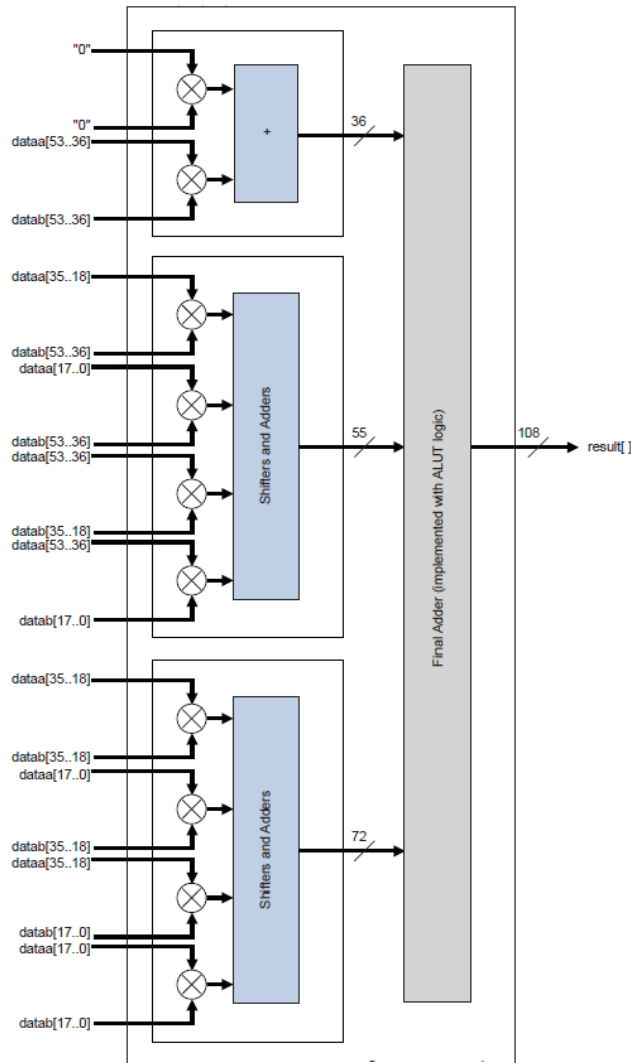 "0"
"0"
dataa[53..36]
datab[53..36]
+
36
dataa[35..18]
datab[53..36]
dataa[17..0]
datab[53..36]
dataa[53..36]
datab[35..18]
dataa[53..36]
datab[17..0]
Shifters and Adders
55
Final Adder (implemented with ALUT logic)
108
result[ ]
dataa[35..18]
datab[35..18]
dataa[17..0]
datab[35..18]
dataa[35..18]
datab[17..0]
dataa[17..0]
datab[17..0]
Shifters and Adders
72